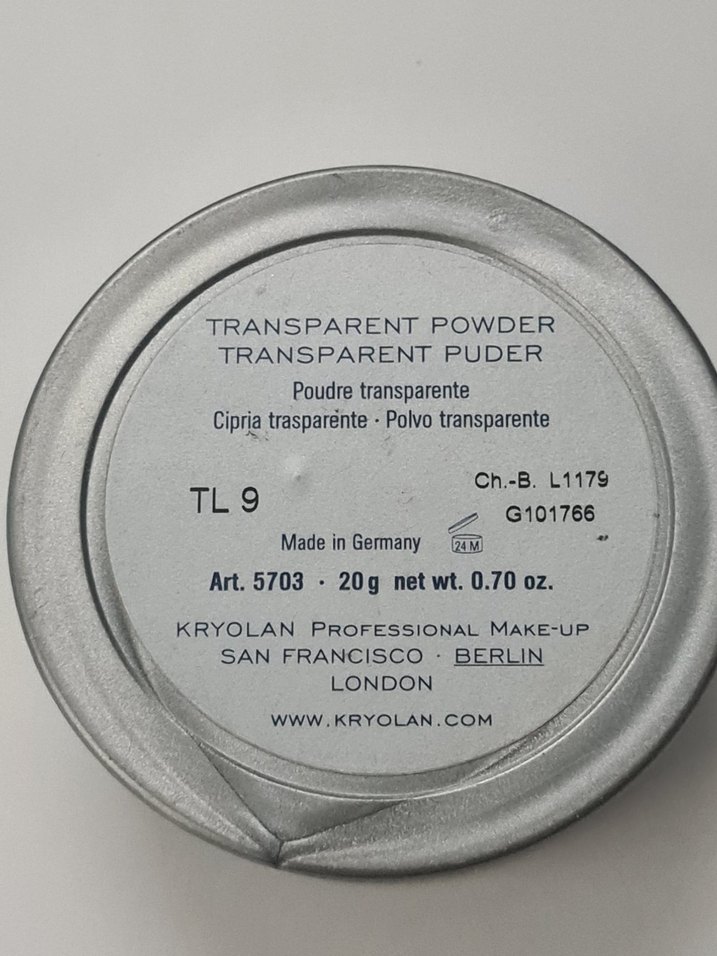 TRANSPARENT POWDER
TRANSPARENT PUDER
Poudre transparente
Cipria trasparente · Polvo transparente
TL 9
Ch.-B. L1179
G101766
Made in Germany
24 M
Art. 5703 · 20 g net wt. 0.70 oz.
KRYOLAN PROFESSIONAL MAKE-UP
SAN FRANCISCO · BERLIN
LONDON
WWW.KRYOLAN.COM